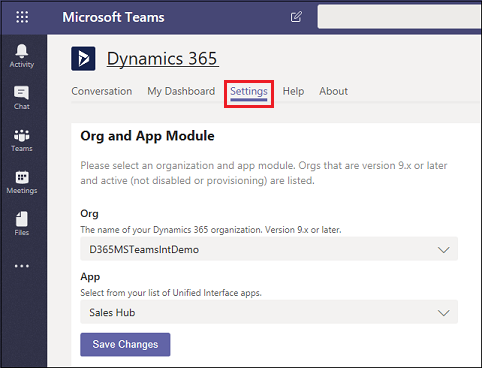 Microsoft Teams
Activity
Chat
Teams
Meetings
Files
Dynamics 365
Conversation My Dashboard Settings Help About
Org and App Module
Please select an organization and app module. Orgs that are version 9.x or later
and active (not disabled or provisioning) are listed.
Org
The name of your Dynamics 365 organization. Version 9.x or later.
D365MSTeamsIntDemo
App
Select from your list of Unified Interface apps.
Sales Hub
Save Changes